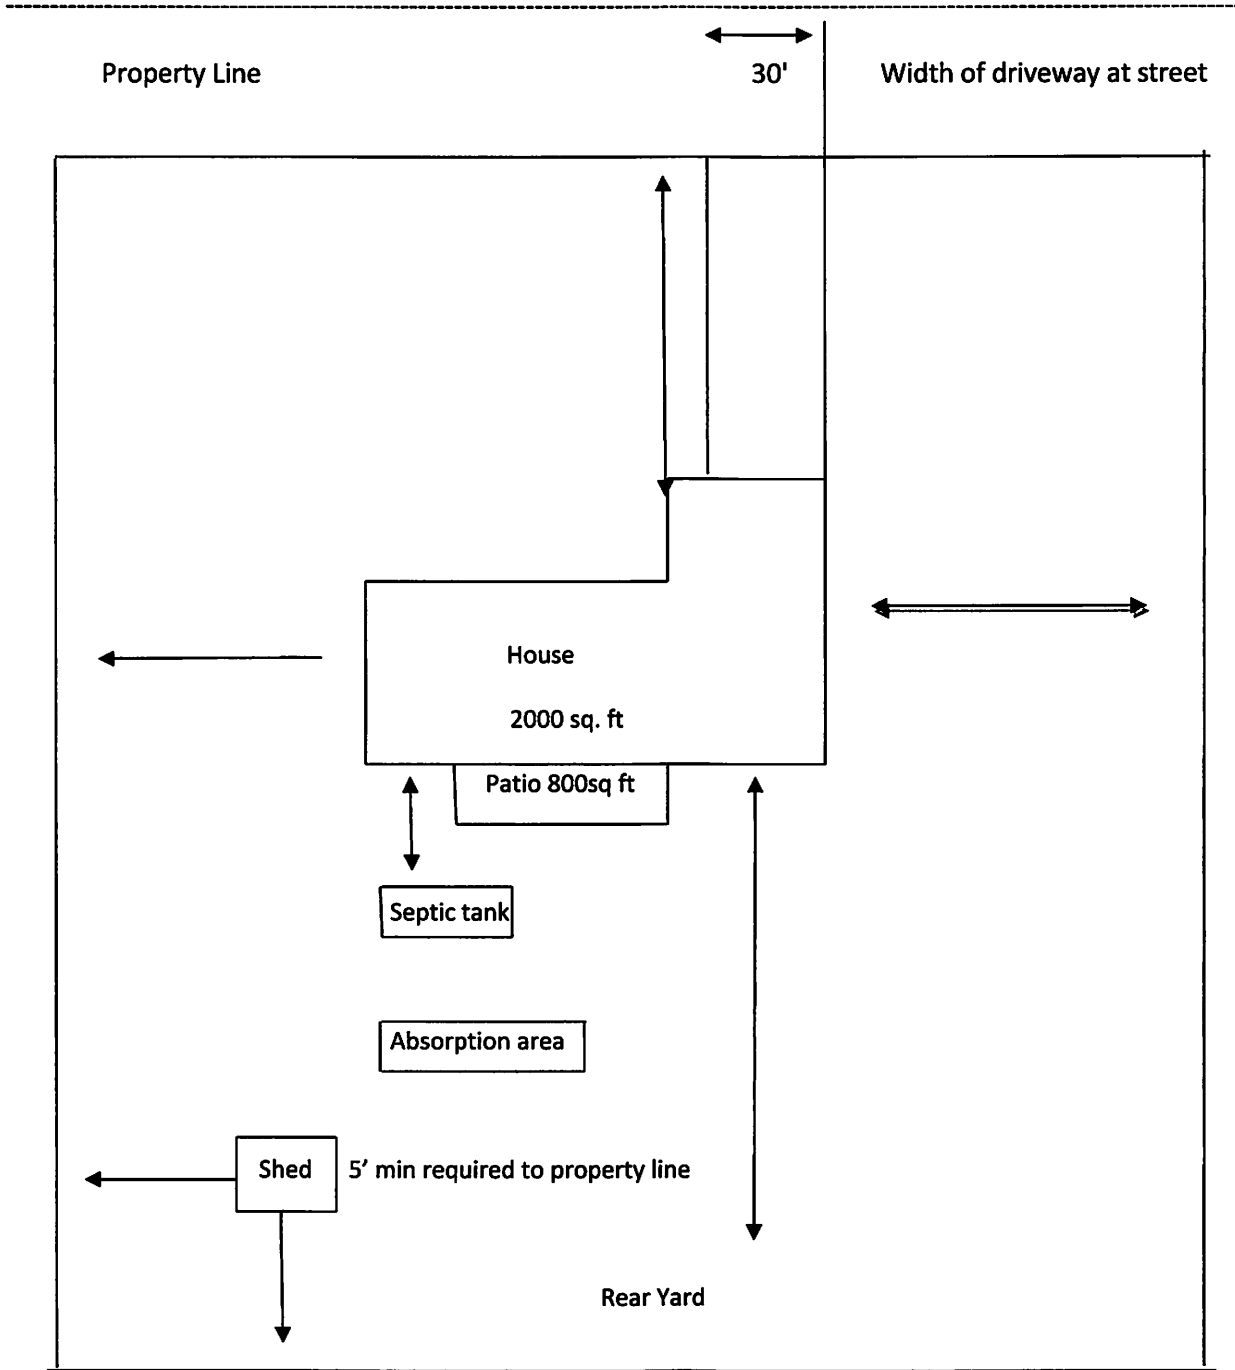 Property Line
30'
Width of driveway at street
House
2000 sq. ft
Patio 800sq ft
Septic tank
Absorption area
Shed
5’ min required to property line
Rear Yard